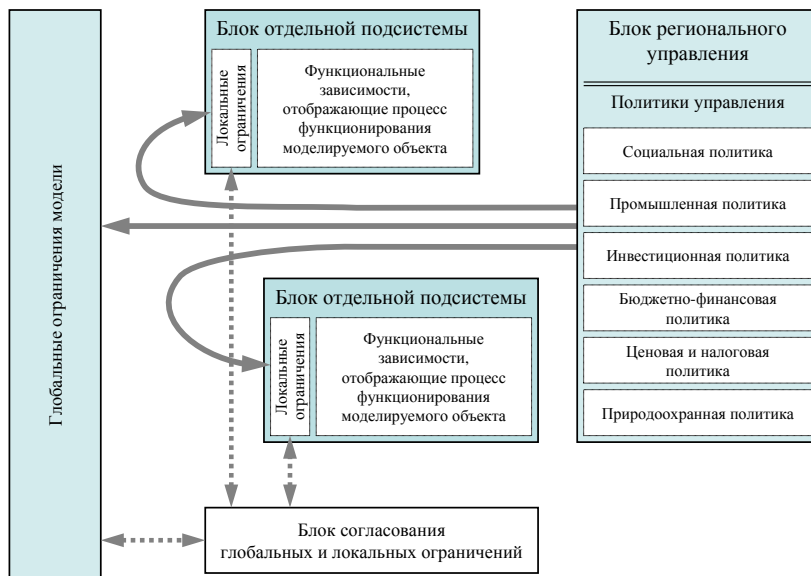 Глобальные ограничения модели
Блок отдельной подсистемы
Локальные
ограничения
Функциональные
зависимости,
отображающие процесс
функционирования
моделируемого объекта
Блок отдельной подсистемы
Локальные
ограничения
Функциональные
зависимости,
отображающие процесс
функционирования
моделируемого объекта
Блок согласования
глобальных и локальных ограничений
Блок регионального
управления
Политики управления
Социальная политика
Промышленная политика
Инвестиционная политика
Бюджетно-финансовая
политика
Ценовая и налоговая
политика
Природоохранная политика